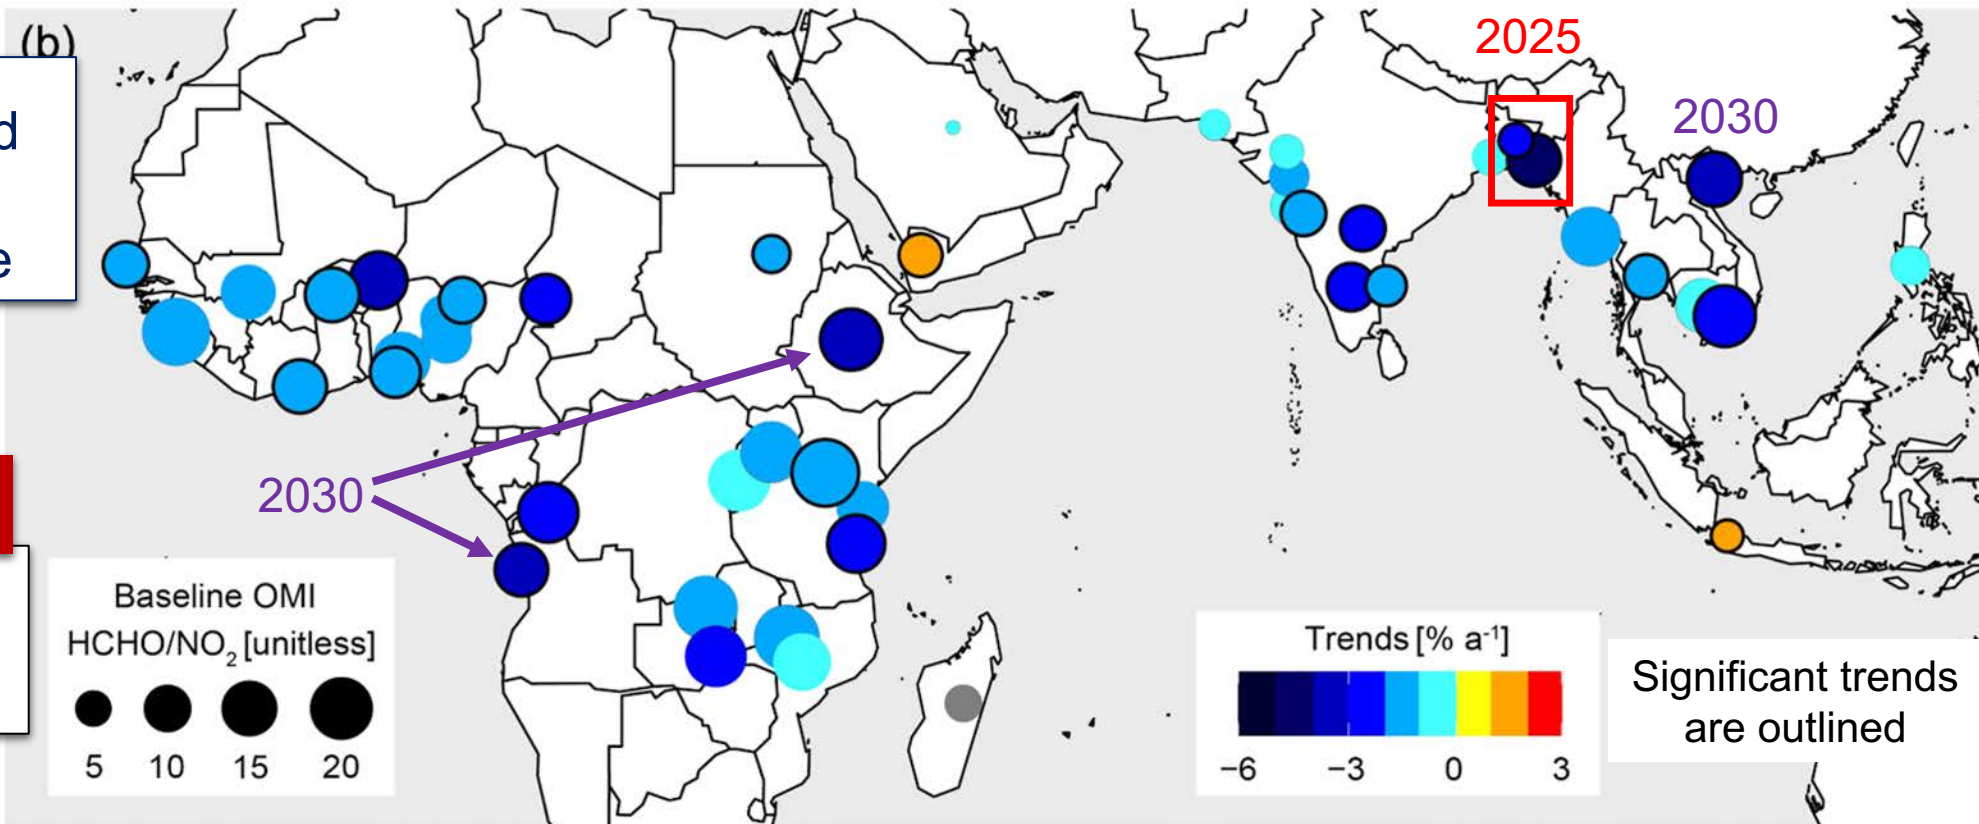 (b)
d
e
2025
2030
2030
Baseline OMI
HCHO/NO₂ [unitless]
5 10 15 20
Trends [% a⁻¹]
−6 −3 0 3
Significant trends
are outlined